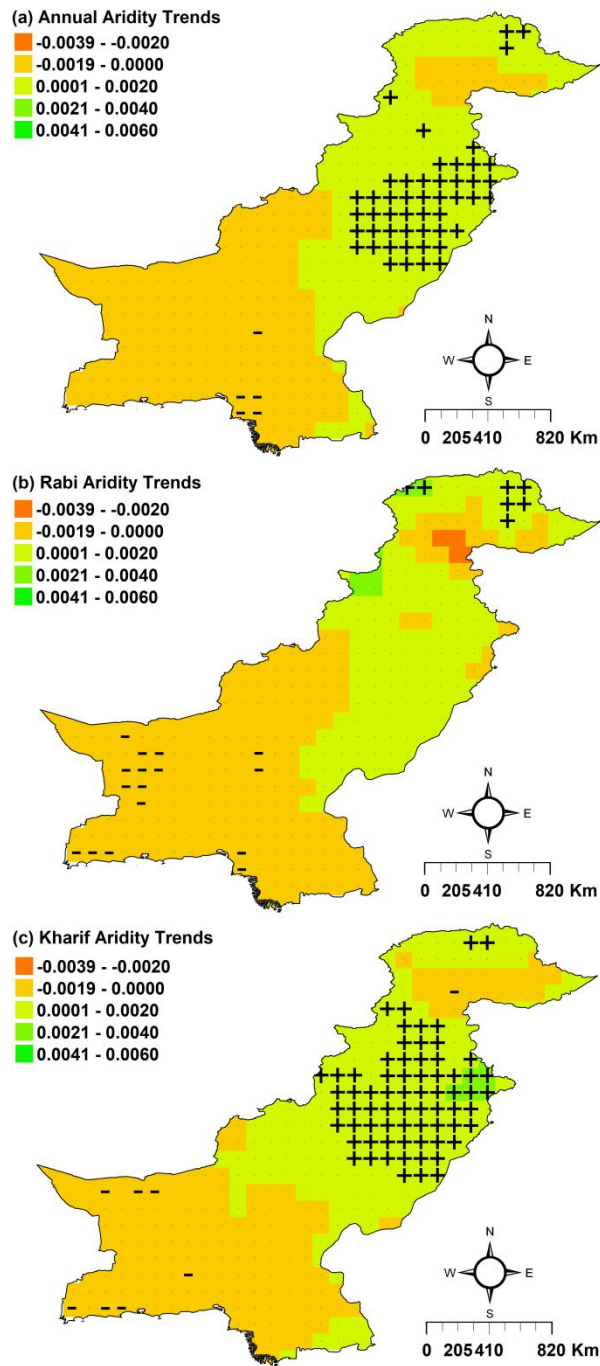 (a) Annual Aridity Trends
-0.0039 - -0.0020
-0.0019 - 0.0000
0.0001 - 0.0020
0.0021 - 0.0040
0.0041 - 0.0060
N
W E
S
0 205410 820 Km
(b) Rabi Aridity Trends
-0.0039 - -0.0020
-0.0019 - 0.0000
0.0001 - 0.0020
0.0021 - 0.0040
0.0041 - 0.0060
N
W E
S
0 205410 820 Km
(c) Kharif Aridity Trends
-0.0039 - -0.0020
-0.0019 - 0.0000
0.0001 - 0.0020
0.0021 - 0.0040
0.0041 - 0.0060
N
W E
S
0 205410 820 Km